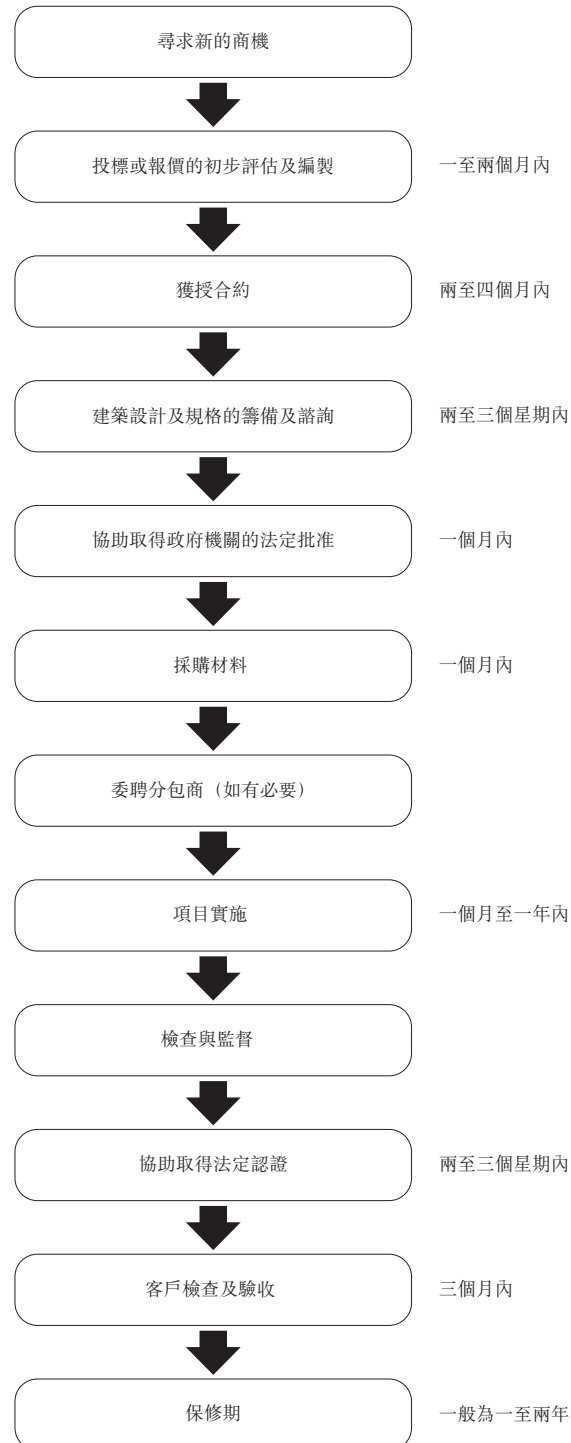 尋求新的商機
投標或報價的初步評估及編製 一至兩個月內
獲授合約 兩至四個月內
建築設計及規格的籌備及諮詢 兩至三個星期內
協助取得政府機關的法定批准 一個月內
採購材料 一個月內
委聘分包商（如有必要）
項目實施 一個月至一年內
檢查與監督
協助取得法定認證 兩至三個星期內
客戶檢查及驗收 三個月內
保修期 一般為一至兩年